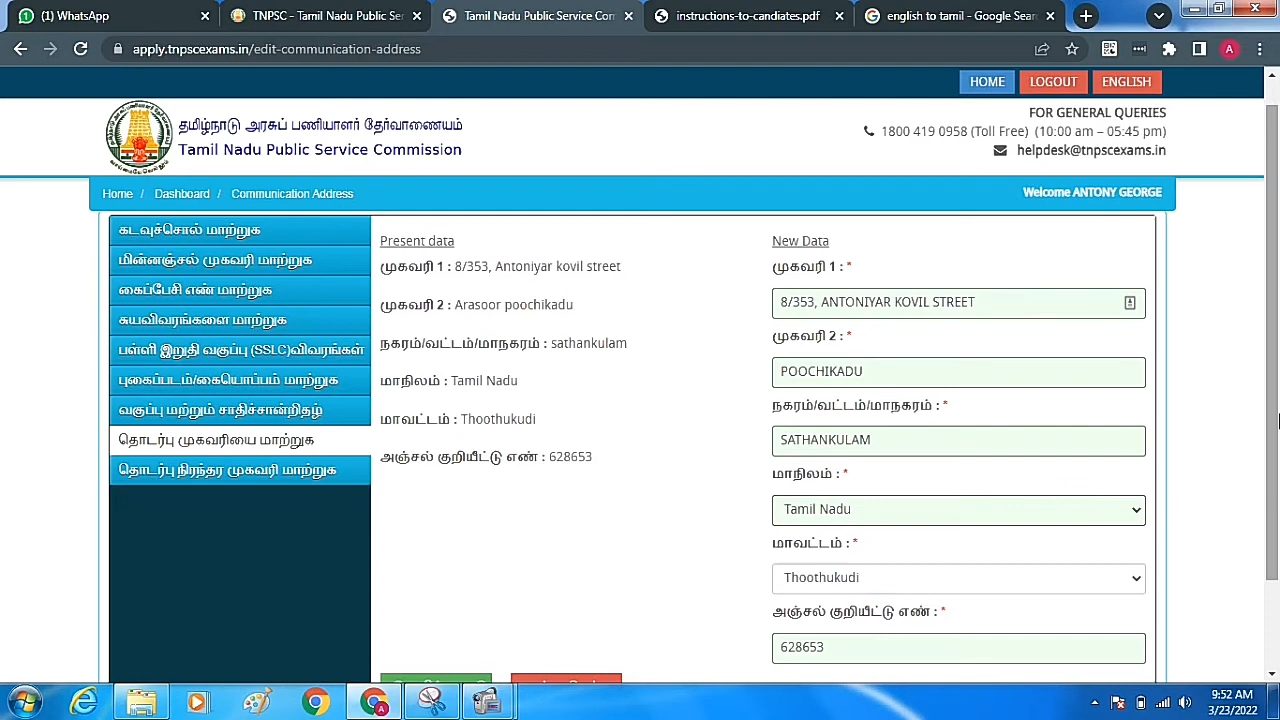 (1) WhatsApp
TNPSC - Tamil Nadu Public Se
Tamil Nadu Public Service Con
instructions-to-candiates.pdf
english to tamil - Google Sear
apply.tnpscexams.in/edit-communication-address
HOME
LOGOUT
ENGLISH
தமிழ்நாடு அரசுப் பணியாளர் தேர்வாணையம்
Tamil Nadu Public Service Commission
FOR GENERAL QUERIES
1800 419 0958 (Toll Free) (10:00 am – 05:45 pm)
helpdesk@tnpscexams.in
Home / Dashboard / Communication Address
Welcome ANTONY GEORGE
கடவுச்சொல் மாற்றுக
மின்னஞ்சல் முகவரி மாற்றுக
கைப்பேசி எண் மாற்றுக
சுயவிவரங்களை மாற்றுக
பள்ளி இறுதி வகுப்பு (SSLC)விவரங்கள்
புகைப்படம்/கையொப்பம் மாற்றுக
வகுப்பு மற்றும் சாதிச்சான்றிதழ்
தொடர்பு முகவரியை மாற்றுக
தொடர்பு நிரந்தர முகவரி மாற்றுக
Present data
முகவரி 1 : 8/353, Antoniyar kovil street
முகவரி 2 : Arasoor poochikadu
நகரம்/வட்டம்/மாநகரம் : sathankulam
மாநிலம் : Tamil Nadu
மாவட்டம் : Thoothukudi
அஞ்சல் குறியீட்டு எண் : 628653
New Data
முகவரி 1 : *
8/353, ANTONIYAR KOVIL STREET
முகவரி 2 : *
POOCHIKADU
நகரம்/வட்டம்/மாநகரம் : *
SATHANKULAM
மாநிலம் : *
Tamil Nadu
மாவட்டம் : *
Thoothukudi
அஞ்சல் குறியீட்டு எண் : *
628653
9:52 AM
3/23/2022